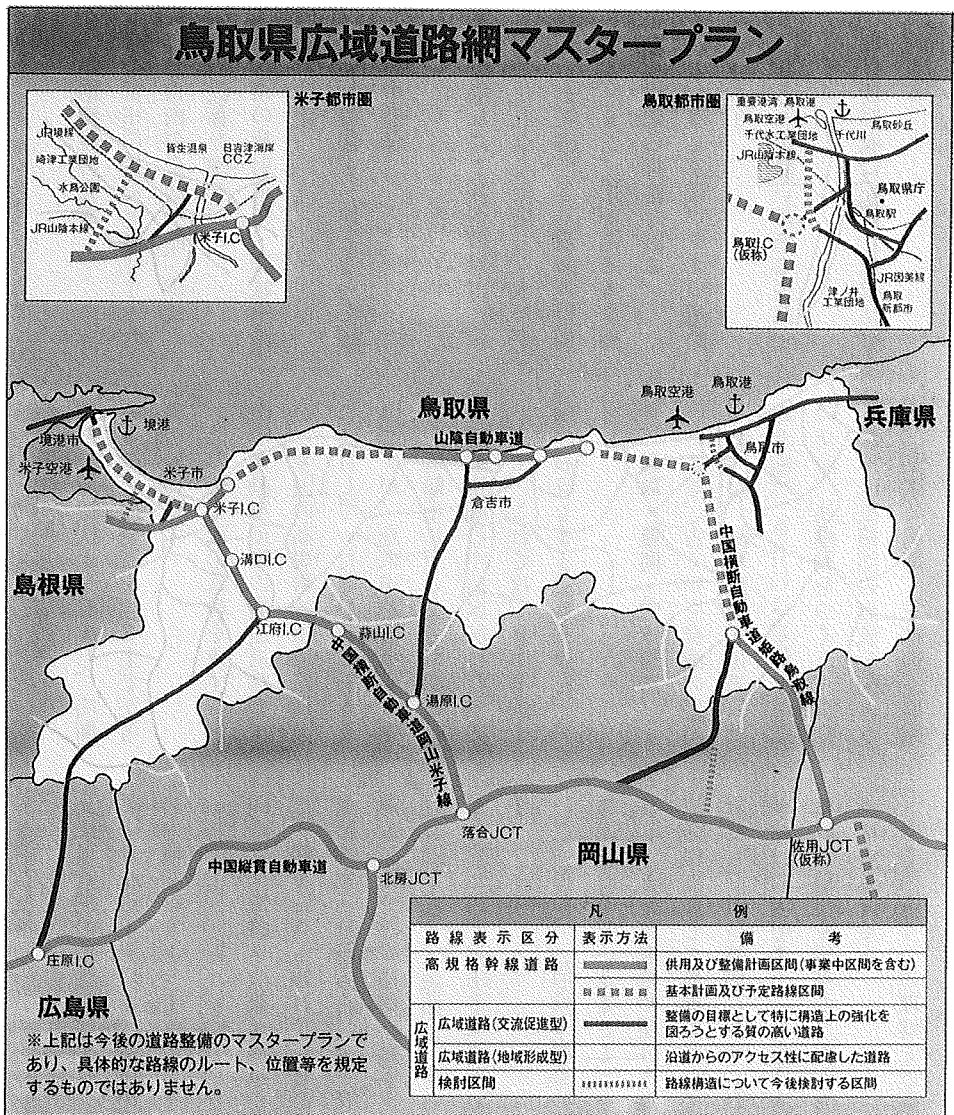 鳥取県広域道路網マスタープラン
米子都市圏
JR境線
崎津工業団地
水鳥公園
JR山陰本線
皆生温泉
日吉津海岸
CCZ
米子I.C
鳥取都市圏
重要港湾 鳥取港
鳥取空港
千代水工業団地
千代川
鳥取砂丘
JR山陰本線
鳥取県庁
鳥取駅
鳥取I.C
(仮称)
JR因美線
津ノ井
工業団地
鳥取
新都市
鳥取県
鳥取空港
鳥取港
兵庫県
境港市
境港
米子空港
米子市
山陰自動車道
鳥取市
倉吉市
米子I.C
溝口I.C
島根県
江府I.C
蒜山I.C
湯原I.C
中国横断自動車道岡山米子線
中国横断自動車道姫路鳥取線
落合JCT
佐用JCT
(仮称)
岡山県
中国縦貫自動車道
北房JCT
庄原I.C
広島県
※上記は今後の道路整備のマスタープランで
あり、具体的な路線のルート、位置等を規定
するものではありません。
凡例
路線表示区分 表示方法 備考
高規格幹線道路 供用及び整備計画区間(事業中区間を含む)
基本計画及び予定路線区間
広域道路
広域道路(交流促進型) 整備の目標として特に構造上の強化を
図ろうとする質の高い道路
広域道路(地域形成型) 沿道からのアクセス性に配慮した道路
検討区間 路線構造について今後検討する区間